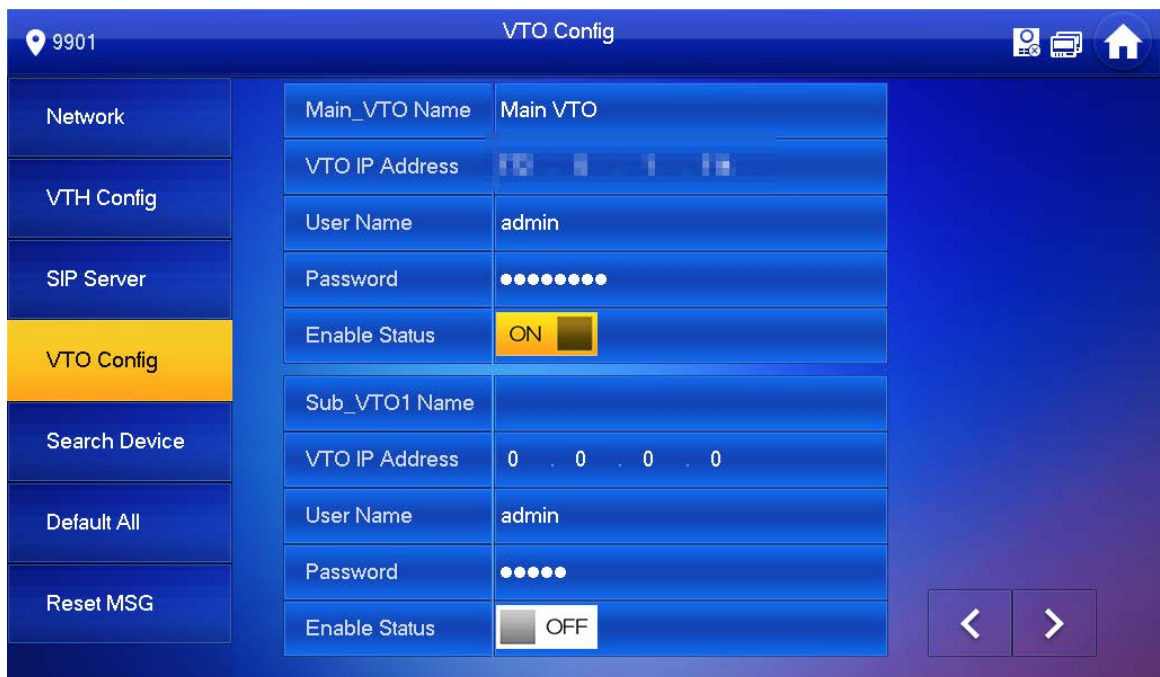 9901
VTO Config
Network
VTH Config
SIP Server
VTO Config
Search Device
Default All
Reset MSG
Main_VTO Name Main VTO
VTO IP Address
User Name admin
Password ●●●●●●●●
Enable Status ON
Sub_VTO1 Name
VTO IP Address 0 . 0 . 0 . 0
User Name admin
Password ●●●●●
Enable Status OFF